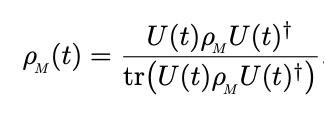 ρ_M(t) = U(t)ρ_M U(t)† / tr(U(t)ρ_M U(t)†).